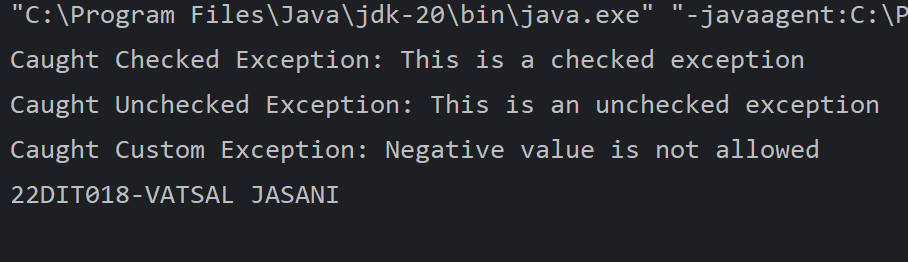 "C:\Program Files\Java\jdk-20\bin\java.exe" "-javaagent:C:\P
Caught Checked Exception: This is a checked exception
Caught Unchecked Exception: This is an unchecked exception
Caught Custom Exception: Negative value is not allowed
22DIT018-VATSAL JASANI